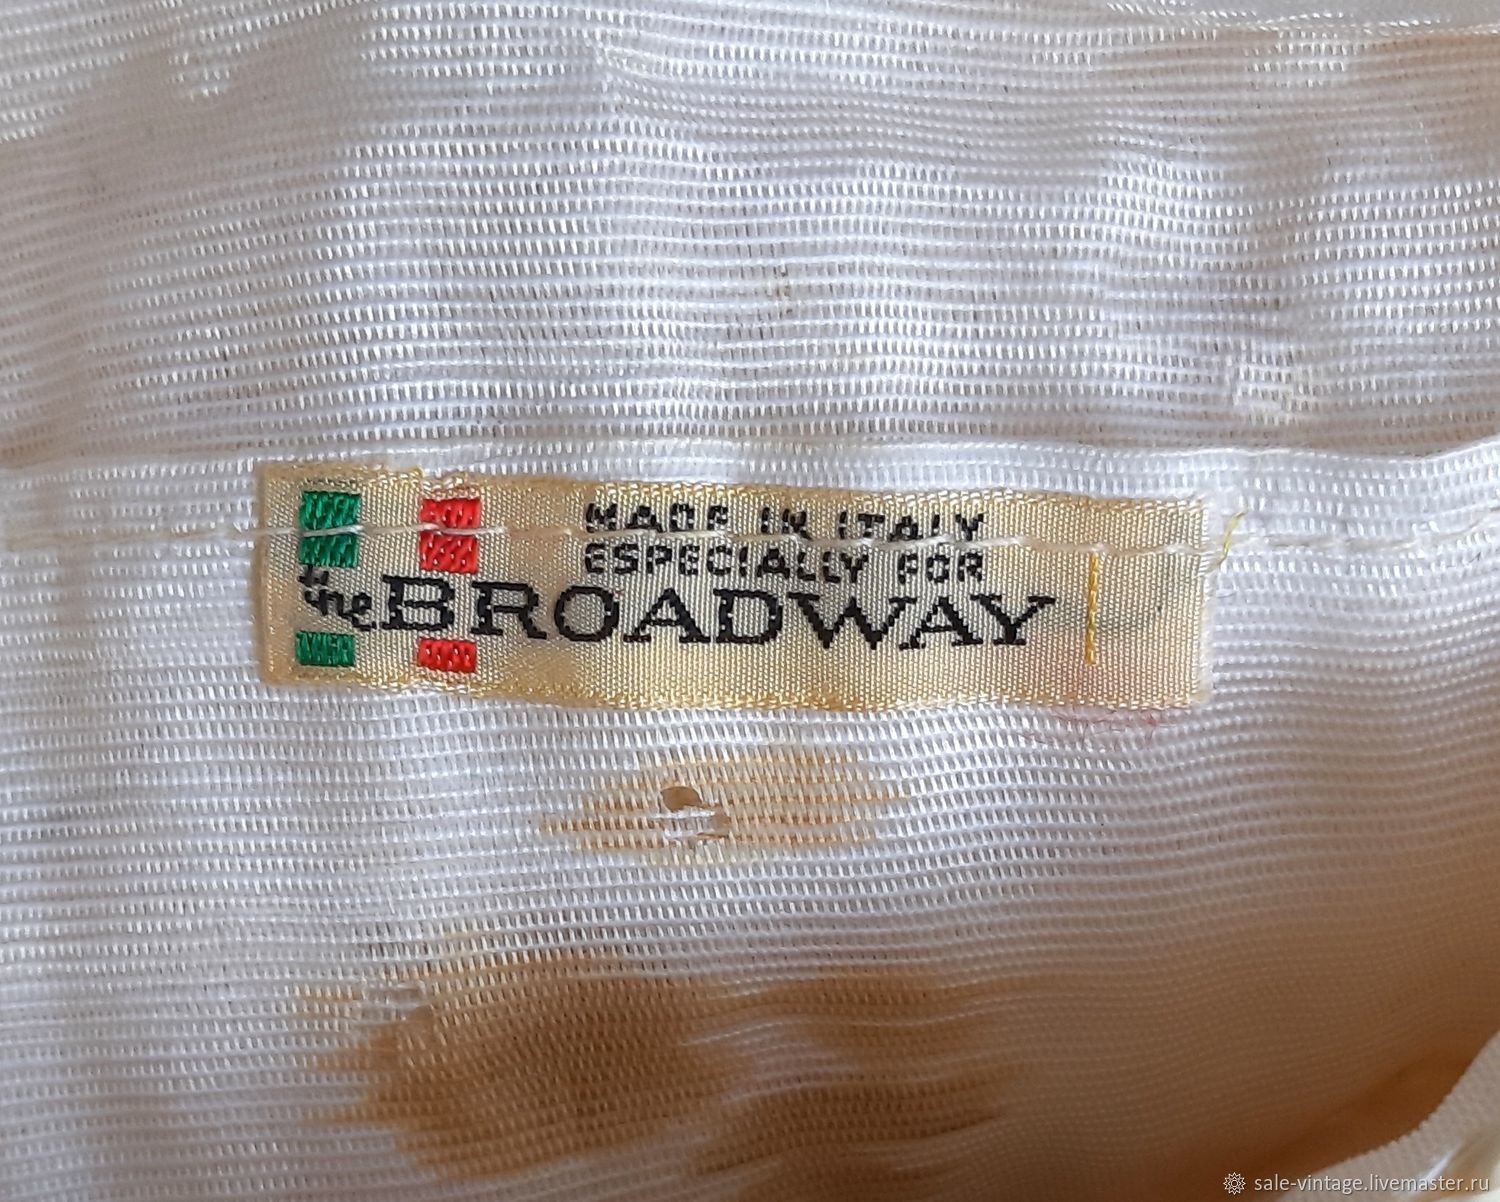 MADE IN ITALY
ESPECIALLY FOR
the BROADWAY
sale-vintage.livemaster.ru